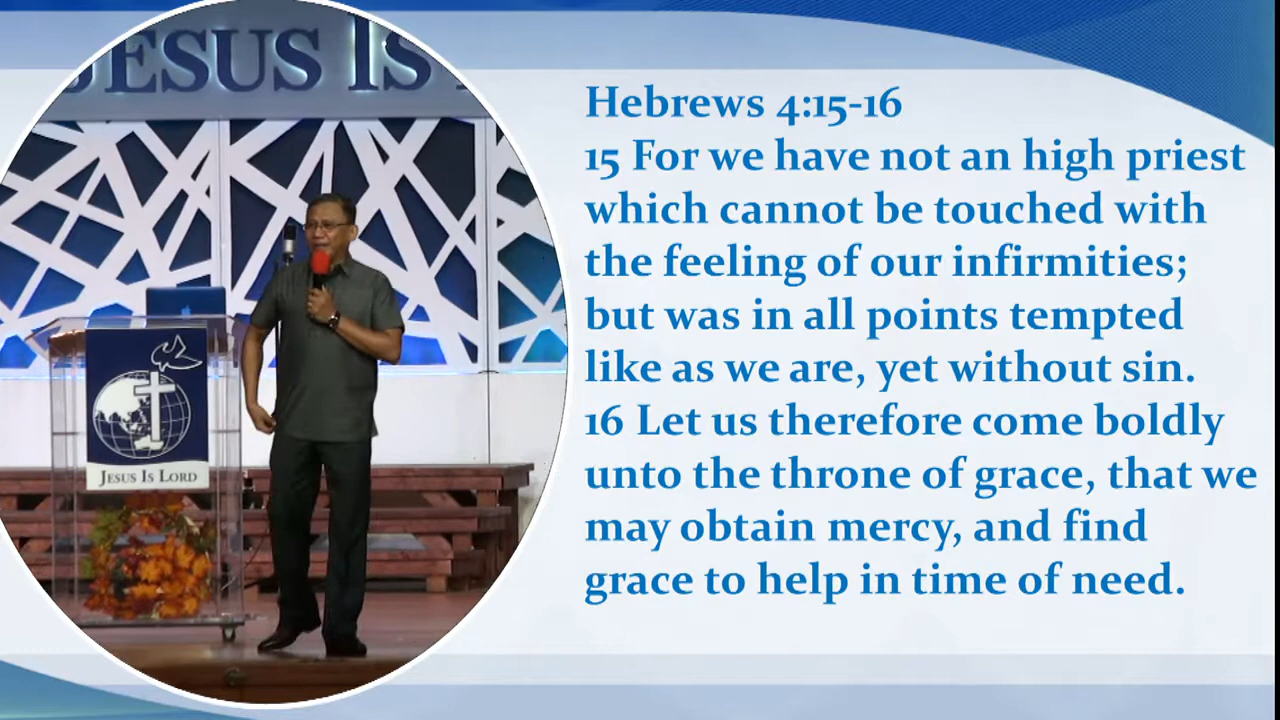 JESUS IS
JESUS IS LORD
Hebrews 4:15-16
15 For we have not an high priest
which cannot be touched with
the feeling of our infirmities;
but was in all points tempted
like as we are, yet without sin.
16 Let us therefore come boldly
unto the throne of grace, that we
may obtain mercy, and find
grace to help in time of need.